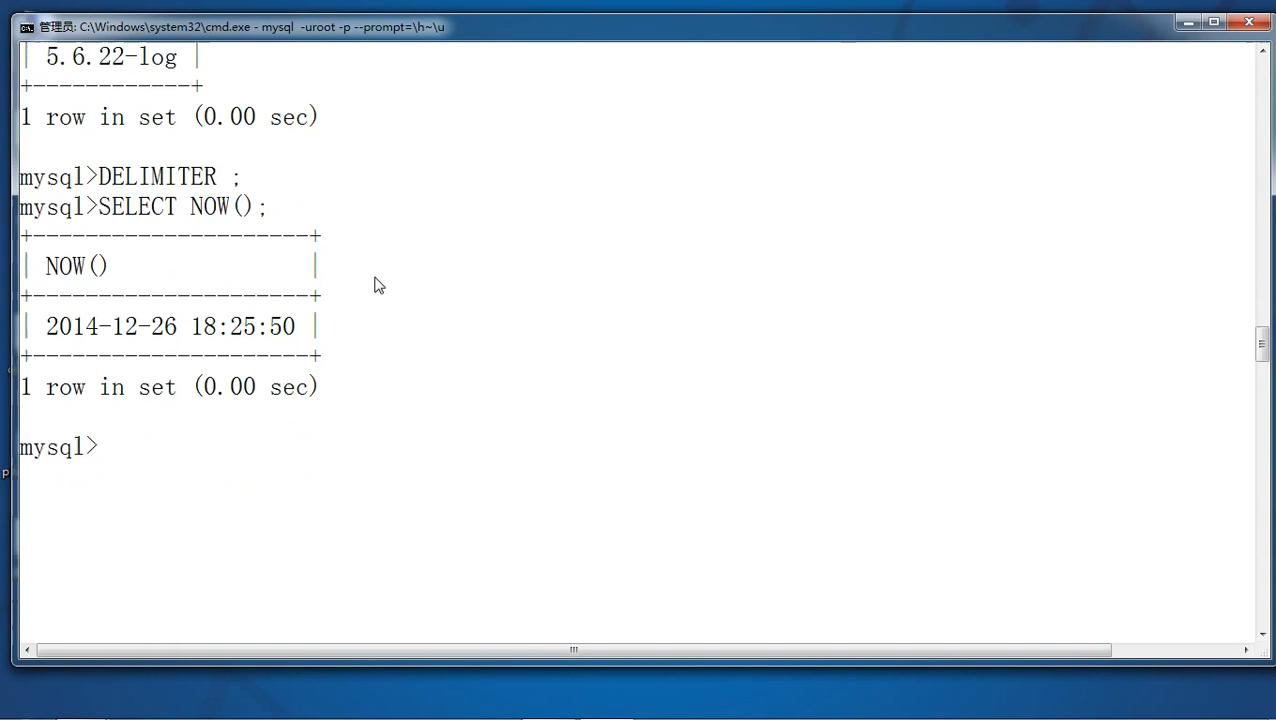 管理员: C:\Windows\system32\cmd.exe - mysql  -uroot -p --prompt=\h~\u
| 5.6.22-log |
+------------+
1 row in set (0.00 sec)
mysql>DELIMITER ;
mysql>SELECT NOW();
+---------------------+
| NOW()               |
+---------------------+
| 2014-12-26 18:25:50 |
+---------------------+
1 row in set (0.00 sec)
mysql>
p